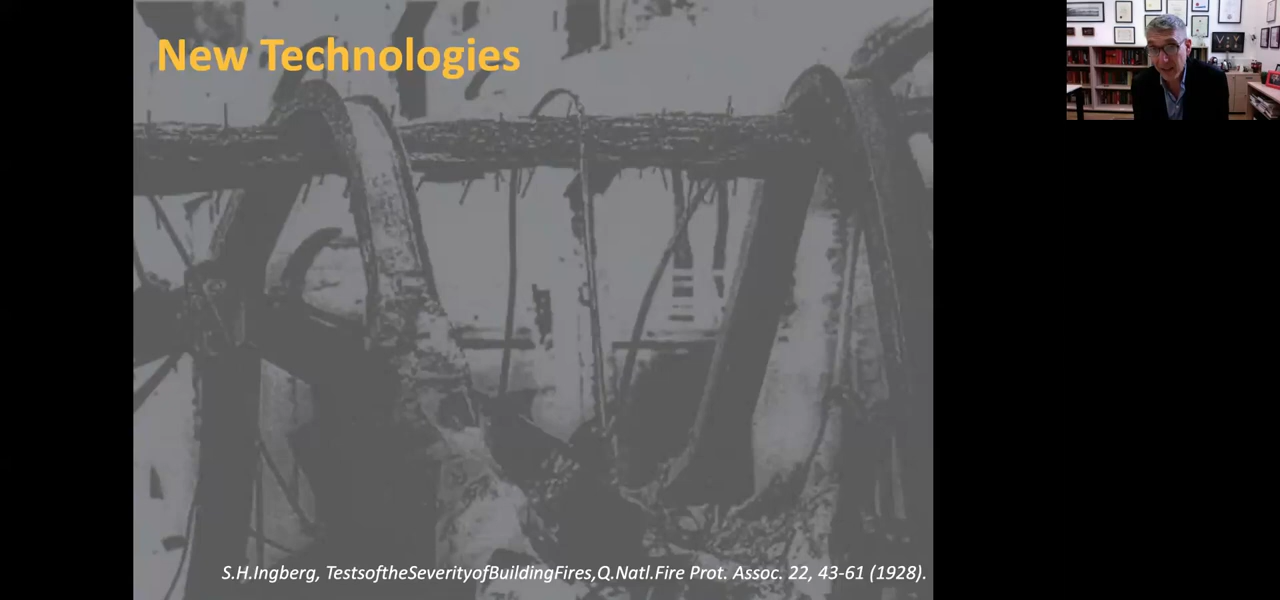 New Technologies
S.H.Ingberg, TestsoftheSeverityofBuildingFires,Q.Natl.Fire Prot. Assoc. 22, 43-61 (1928).